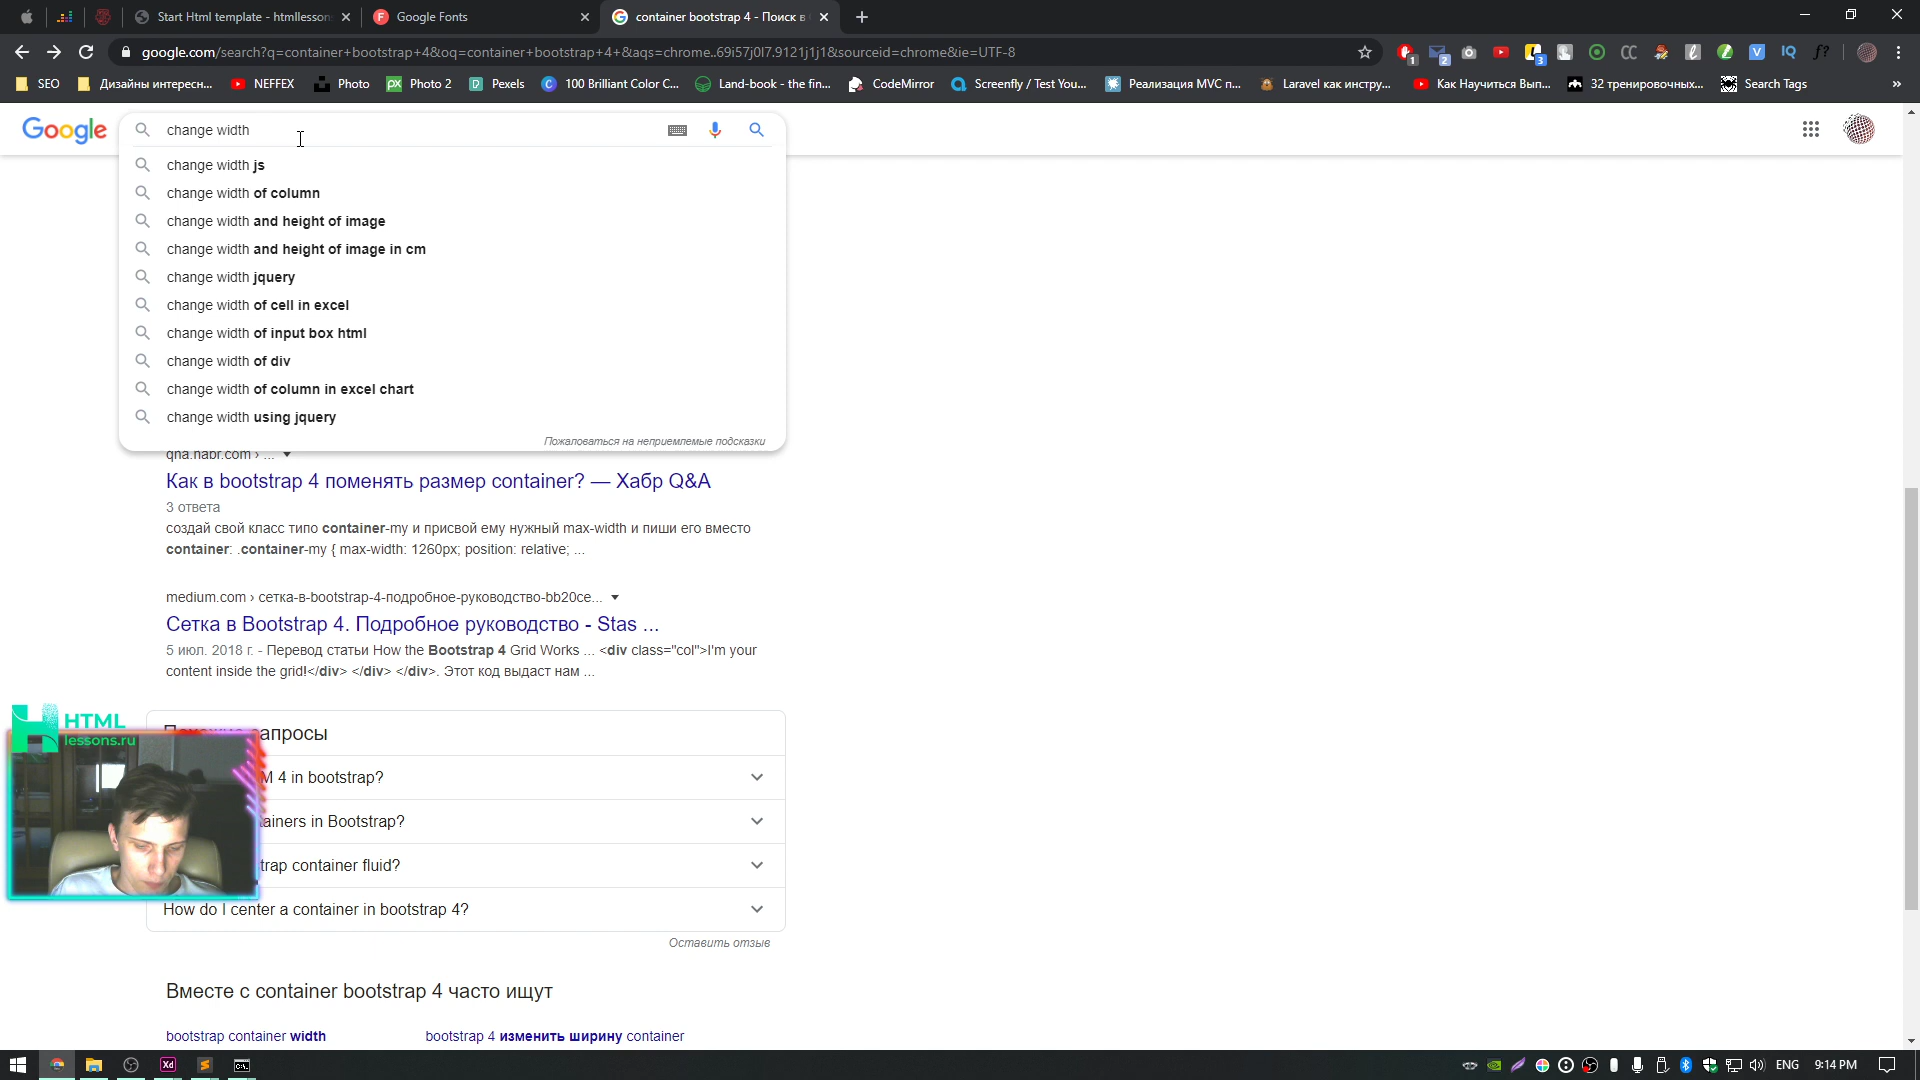 Start Html template - htmllesson
Google Fonts
container bootstrap 4 - Поиск в
google.com/search?q=container+bootstrap+4&oq=container+bootstrap+4+&aqs=chrome..69i57j0l7.9121j1j1&sourceid=chrome&ie=UTF-8
SEO
Дизайны интересн...
NEFFEX
Photo
Photo 2
Pexels
100 Brilliant Color C...
Land-book - the fin...
CodeMirror
Screenfly / Test You...
Реализация MVC п...
Laravel как инстру...
Как Научиться Вып...
32 тренировочных...
Search Tags
Google
change width
change width js
change width of column
change width and height of image
change width and height of image in cm
change width jquery
change width of cell in excel
change width of input box html
change width of div
change width of column in excel chart
change width using jquery
Пожаловаться на неприемлемые подсказки
qna.habr.com › ...
Как в bootstrap 4 поменять размер container? — Хабр Q&A
3 ответа
создай свой класс типо container-my и присвой ему нужный max-width и пиши его вместо
container: .container-my { max-width: 1260px; position: relative; ...
medium.com › сетка-в-bootstrap-4-подробное-руководство-bb20ce...
Сетка в Bootstrap 4. Подробное руководство - Stas ...
5 июл. 2018 г. - Перевод статьи How the Bootstrap 4 Grid Works ... <div class="col">I'm your
content inside the grid!</div> </div> </div>. Этот код выдаст нам ...
HTML
lessons.ru
апросы
M 4 in bootstrap?
ainers in Bootstrap?
trap container fluid?
How do I center a container in bootstrap 4?
Оставить отзыв
Вместе с container bootstrap 4 часто ищут
bootstrap container width
bootstrap 4 изменить ширину container
ENG
9:14 PM